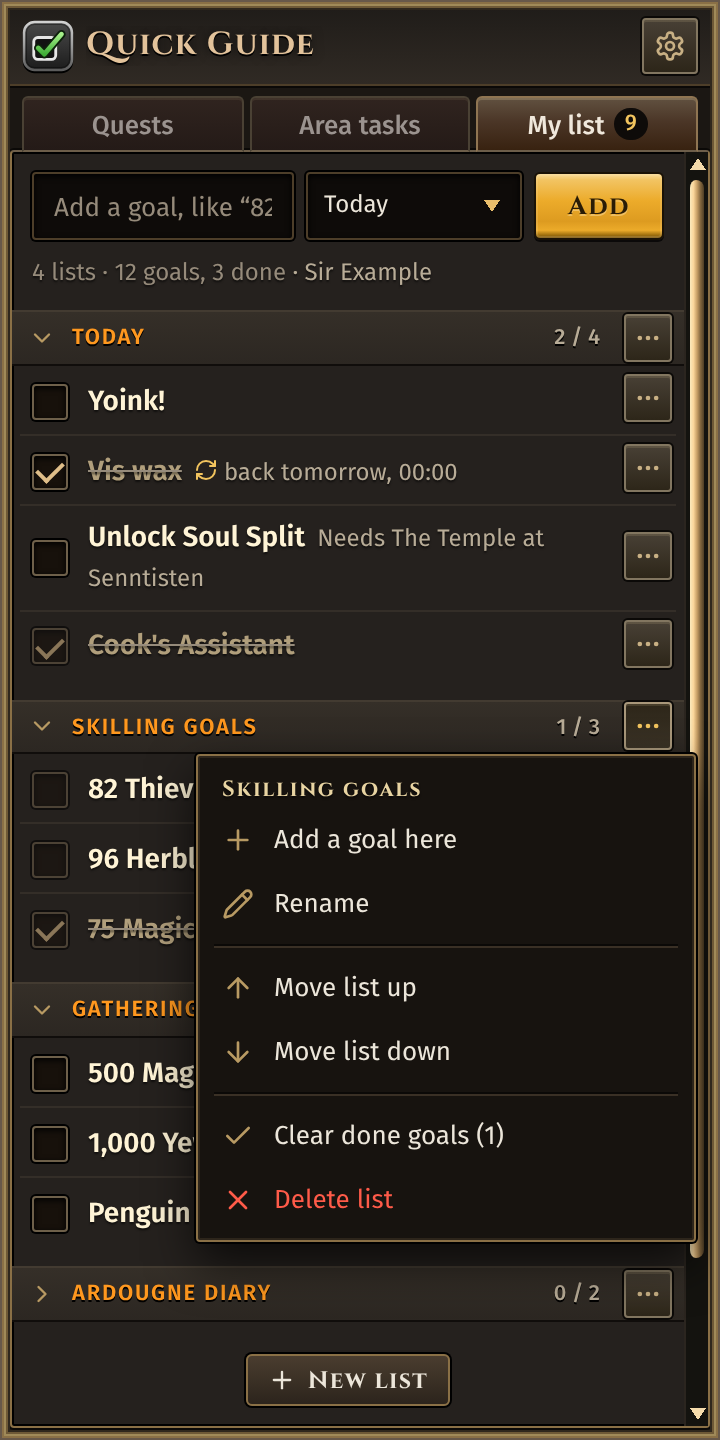 Quick Guide
Quests
Area tasks
My list 9
Add a goal, like “82
Today
Add
4 lists · 12 goals, 3 done · Sir Example
TODAY 2 / 4
Yoink!
Vis wax back tomorrow, 00:00
Unlock Soul Split Needs The Temple at
Senntisten
Cook's Assistant
SKILLING GOALS 1 / 3
82 Thiev
96 Herbl
75 Magic
Skilling goals
Add a goal here
Rename
Move list up
Move list down
Clear done goals (1)
Delete list
GATHERING
500 Mag
1,000 Ye
Penguin
ARDOUGNE DIARY 0 / 2
New list